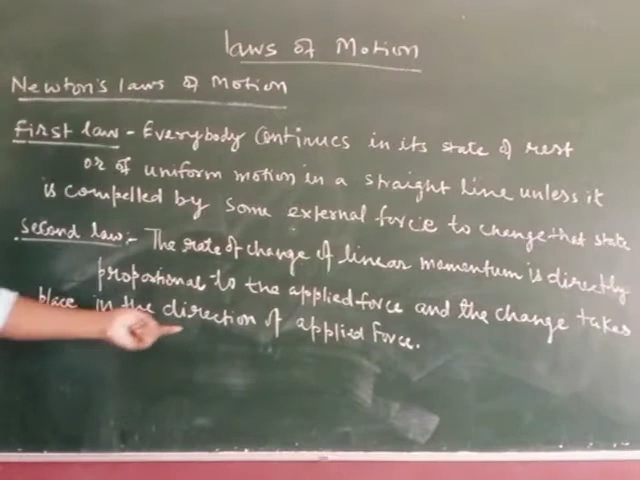 Laws of Motion
Newton's Laws of Motion
First Law - Everybody Continues in its state of rest
or of uniform motion in a straight line unless it
is compelled by some external force to change that state
Second law:- The rate of change of linear momentum is directly
proportional to the applied force and the change takes
place in the direction of applied force.